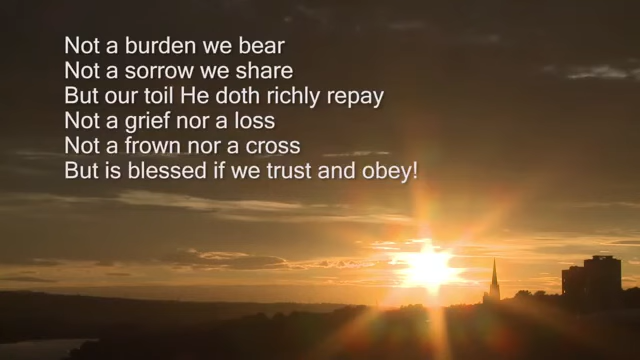 Not a burden we bear
Not a sorrow we share
But our toil He doth richly repay
Not a grief nor a loss
Not a frown nor a cross
But is blessed if we trust and obey!